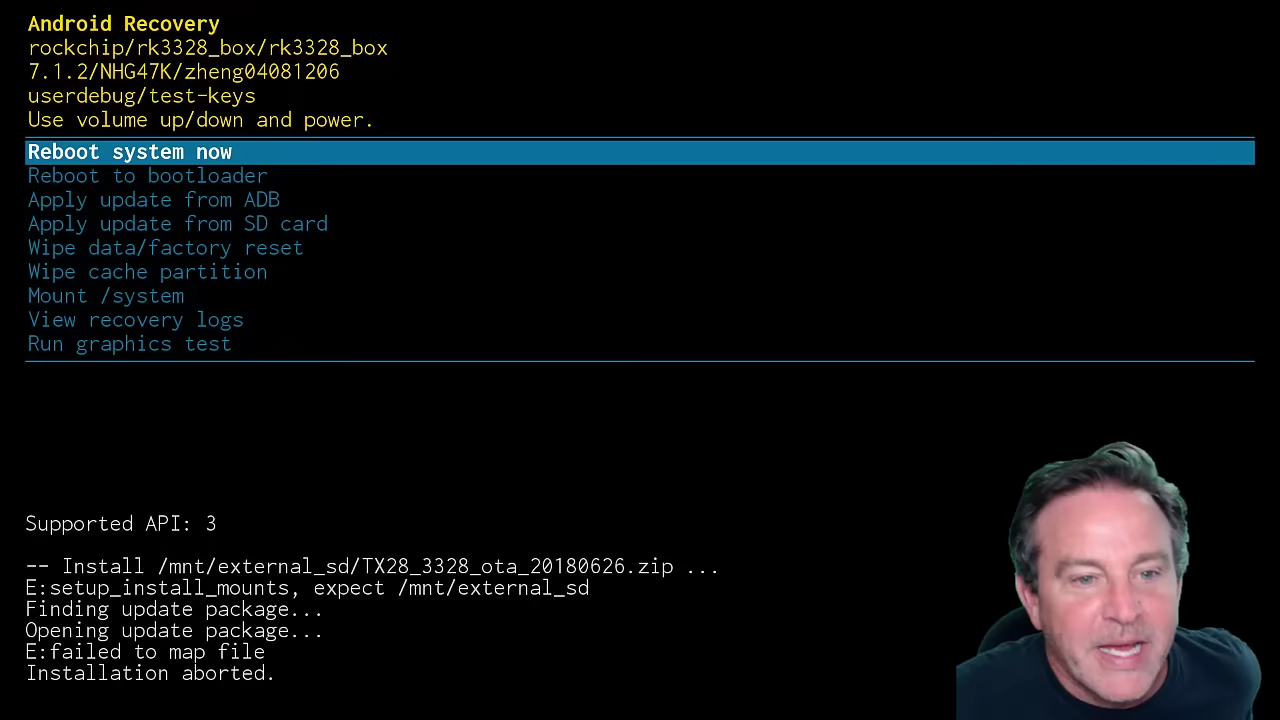 Android Recovery
rockchip/rk3328_box/rk3328_box
7.1.2/NHG47K/zheng04081206
userdebug/test-keys
Use volume up/down and power.
Reboot system now
Reboot to bootloader
Apply update from ADB
Apply update from SD card
Wipe data/factory reset
Wipe cache partition
Mount /system
View recovery logs
Run graphics test
Supported API: 3
-- Install /mnt/external_sd/TX28_3328_ota_20180626.zip ...
E:setup_install_mounts, expect /mnt/external_sd
Finding update package...
Opening update package...
E:failed to map file
Installation aborted.